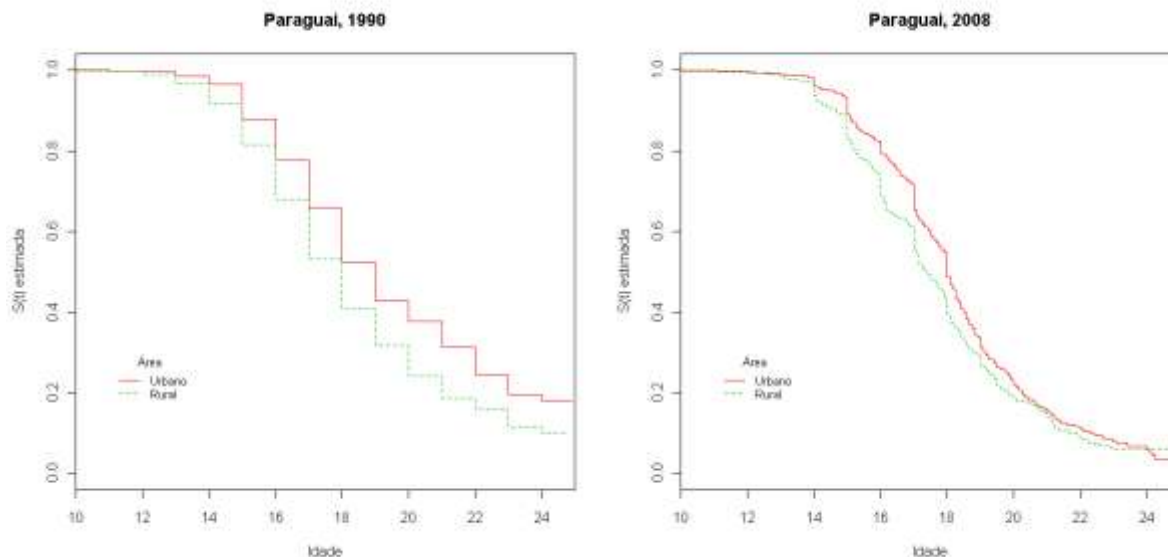 Paraguai, 1990
S(t) estimada
1.0
0.8
0.6
0.4
0.2
0.0
Área
Urbano
Rural
10 12 14 16 18 20 22 24
Idade
Paraguai, 2008
S(t) estimada
1.0
0.8
0.6
0.4
0.2
0.0
Área
Urbano
Rural
10 12 14 16 18 20 22 24
Idade